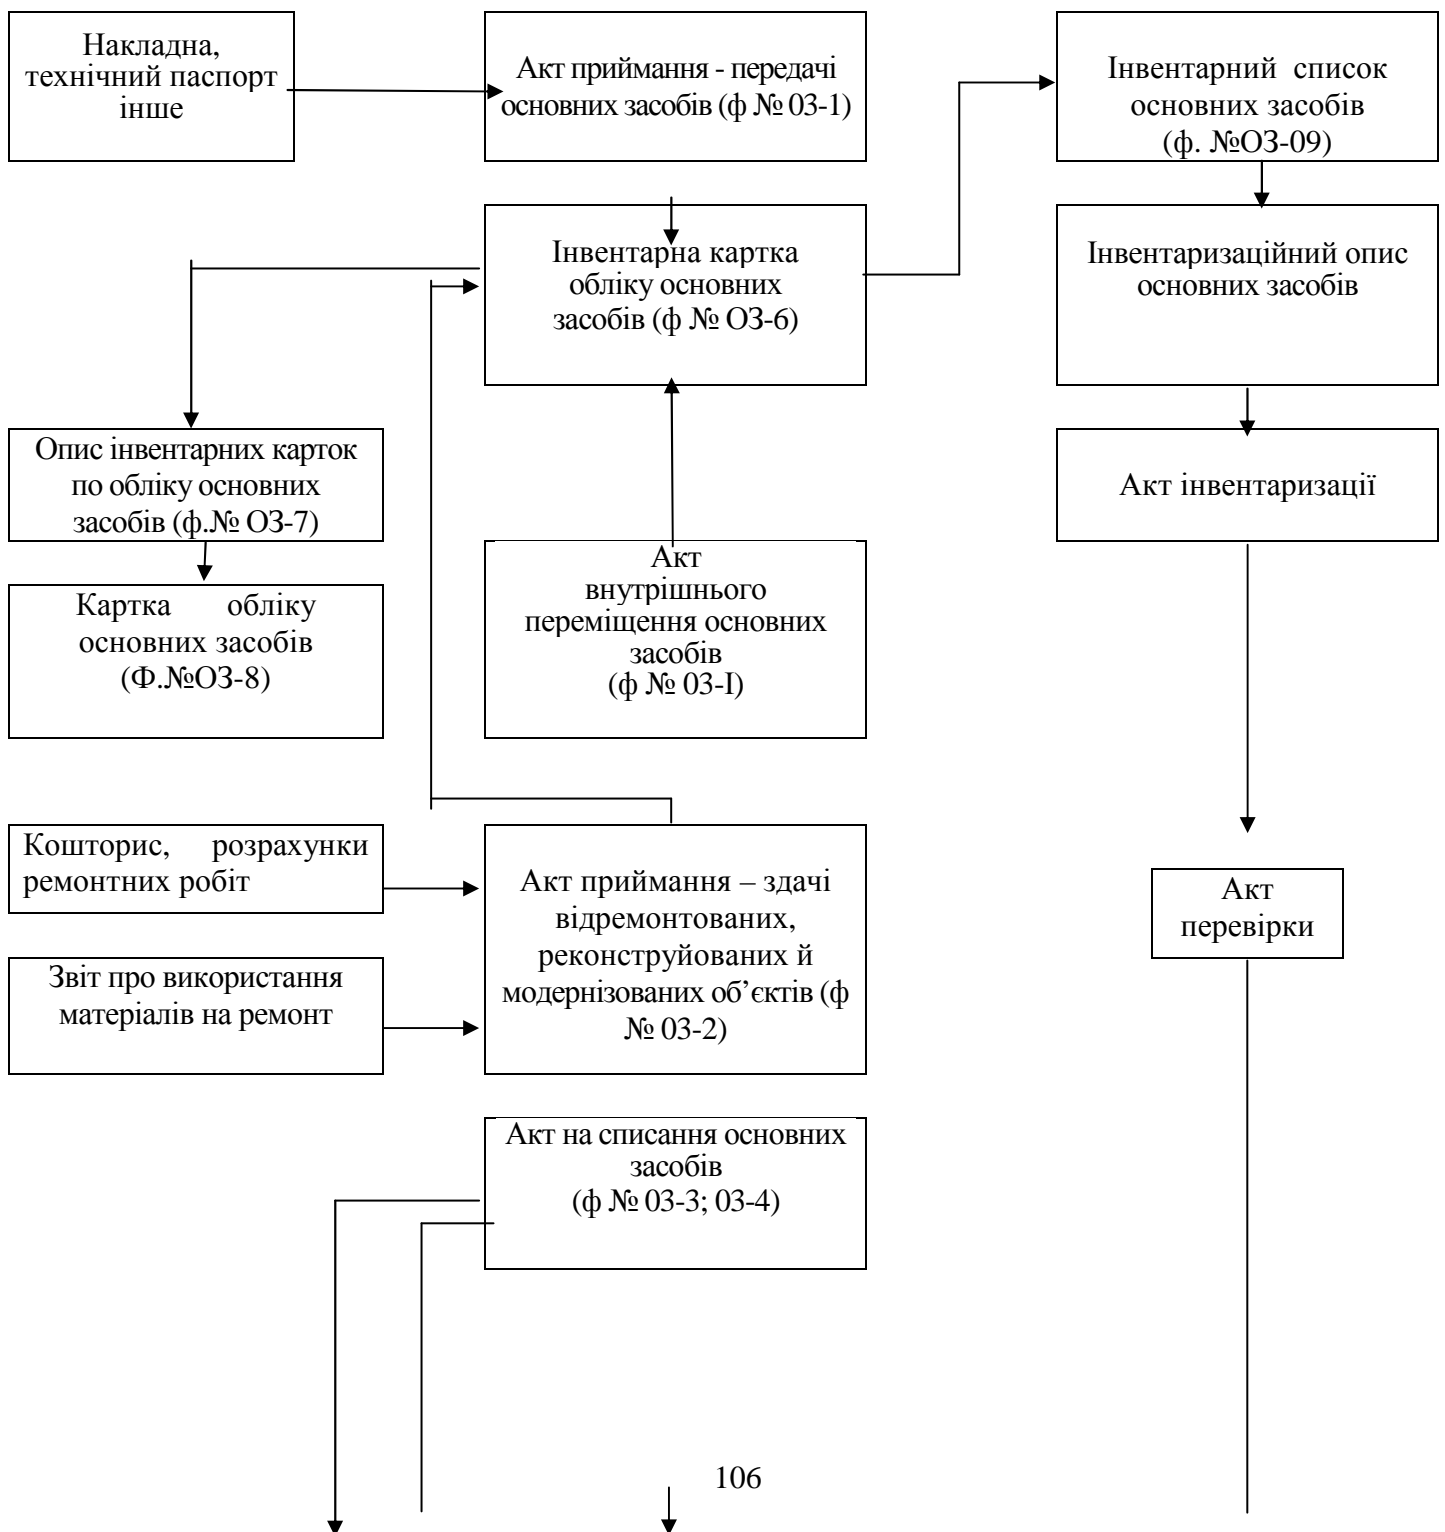 Накладна,
технічний паспорт
інше
Акт приймання - передачі
основних засобів (ф № 03-1)
Інвентарний список
основних засобів
(ф. №ОЗ-09)
Інвентарна картка
обліку основних
засобів (ф № ОЗ-6)
Інвентаризаційний опис
основних засобів
Опис інвентарних карток
по обліку основних
засобів (ф.№ ОЗ-7)
Акт інвентаризації
Картка обліку
основних засобів
(Ф.№ОЗ-8)
Акт
внутрішнього
переміщення основних
засобів
(ф № 03-I)
Кошторис, розрахунки
ремонтних робіт
Акт приймання – здачі
відремонтованих,
реконструйованих й
модернізованих об’єктів (ф
№ 03-2)
Акт
перевірки
Звіт про використання
матеріалів на ремонт
Акт на списання основних
засобів
(ф № 03-3; 03-4)
106